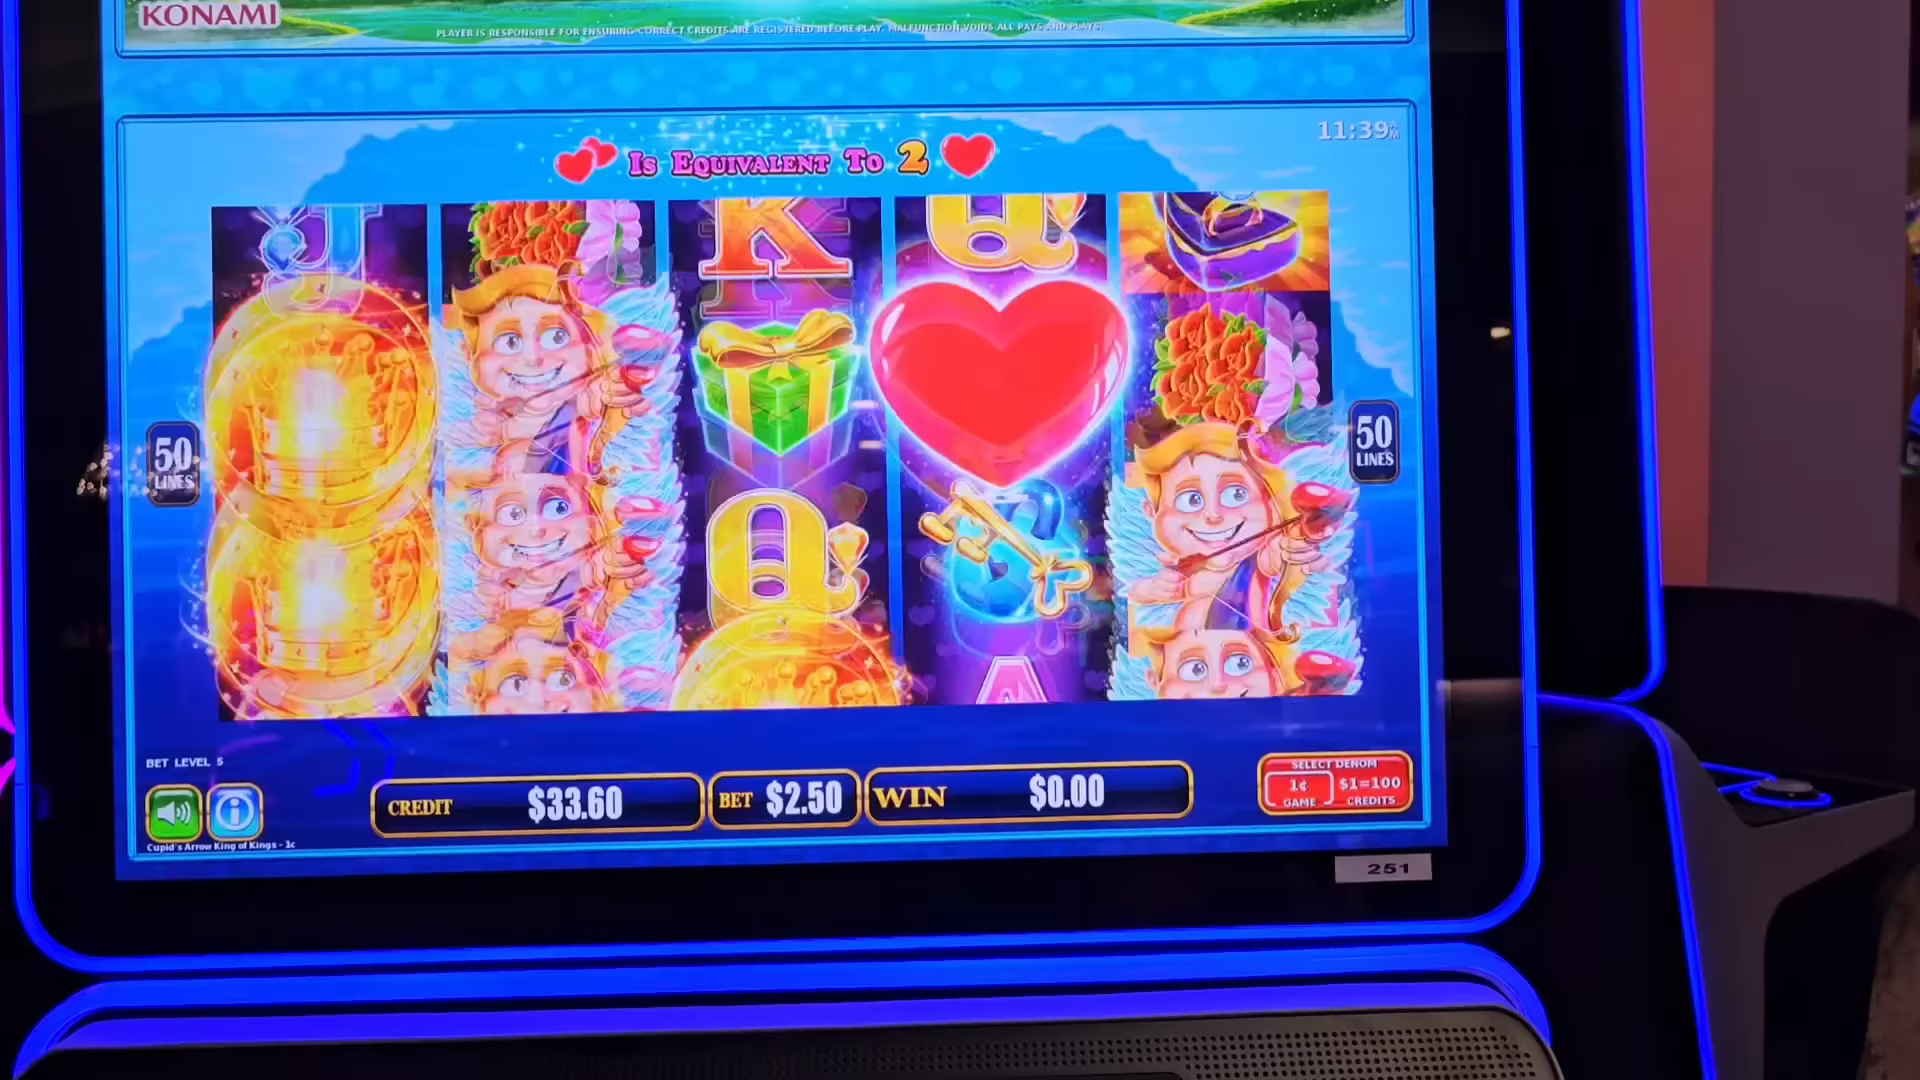 KONAMI
PLAYER IS RESPONSIBLE FOR ENSURING CORRECT CREDITS ARE REGISTERED BEFORE PLAY. MALFUNCTION VOIDS ALL PAYS AND PLAYS.
11:39 AM
Is Equivalent To 2
J
K
Q
50
LINES
50
LINES
Q
A
BET LEVEL 5
CREDIT $33.60
BET $2.50
WIN $0.00
SELECT DENOM
1¢ $1=100
GAME CREDITS
Cupid's Arrow King of Kings - 1c
251